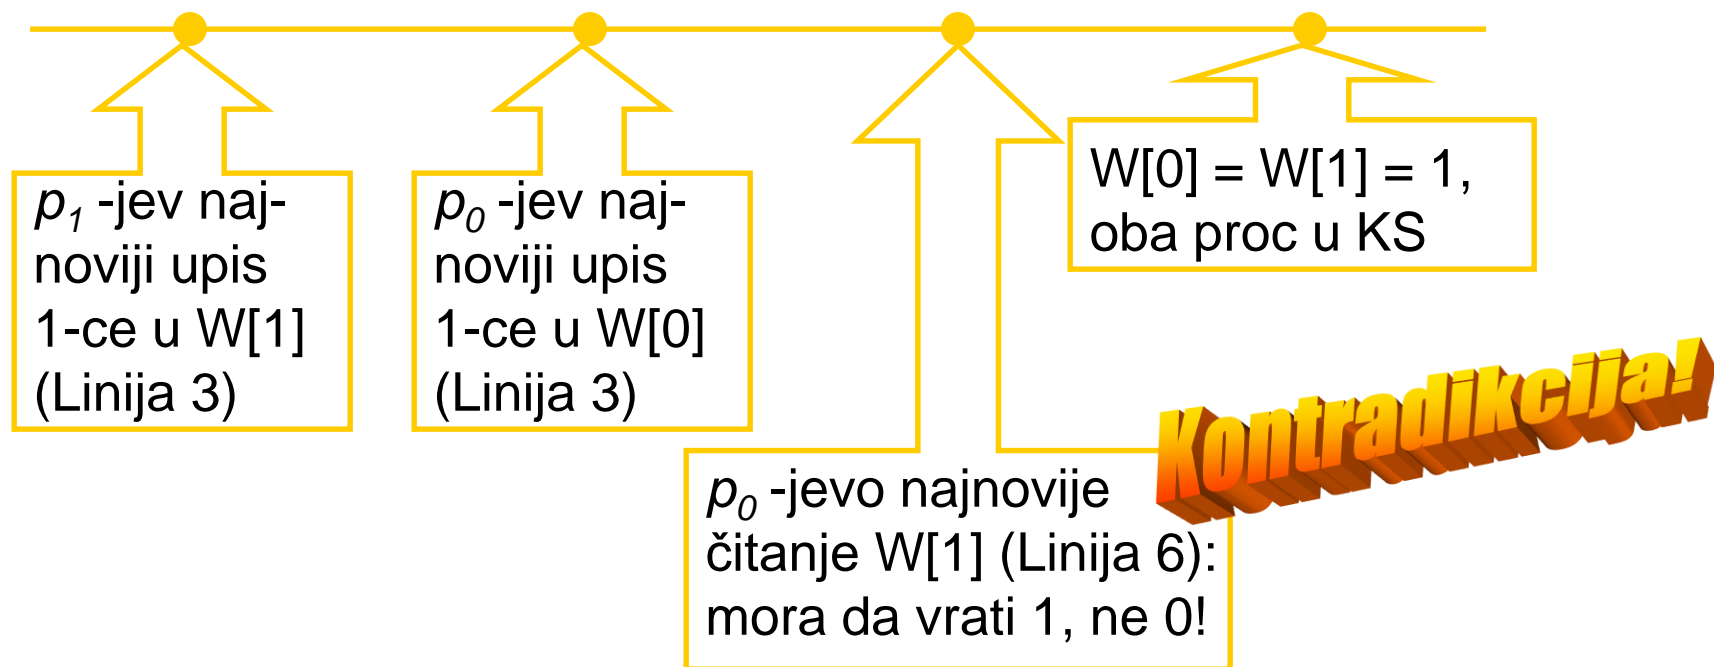 p1 -jev naj-
noviji upis
1-ce u W[1]
(Linija 3)
p0 -jev naj-
noviji upis
1-ce u W[0]
(Linija 3)
W[0] = W[1] = 1,
oba proc u KS
Kontradikcija!
p0 -jevo najnovije
čitanje W[1] (Linija 6):
mora da vrati 1, ne 0!